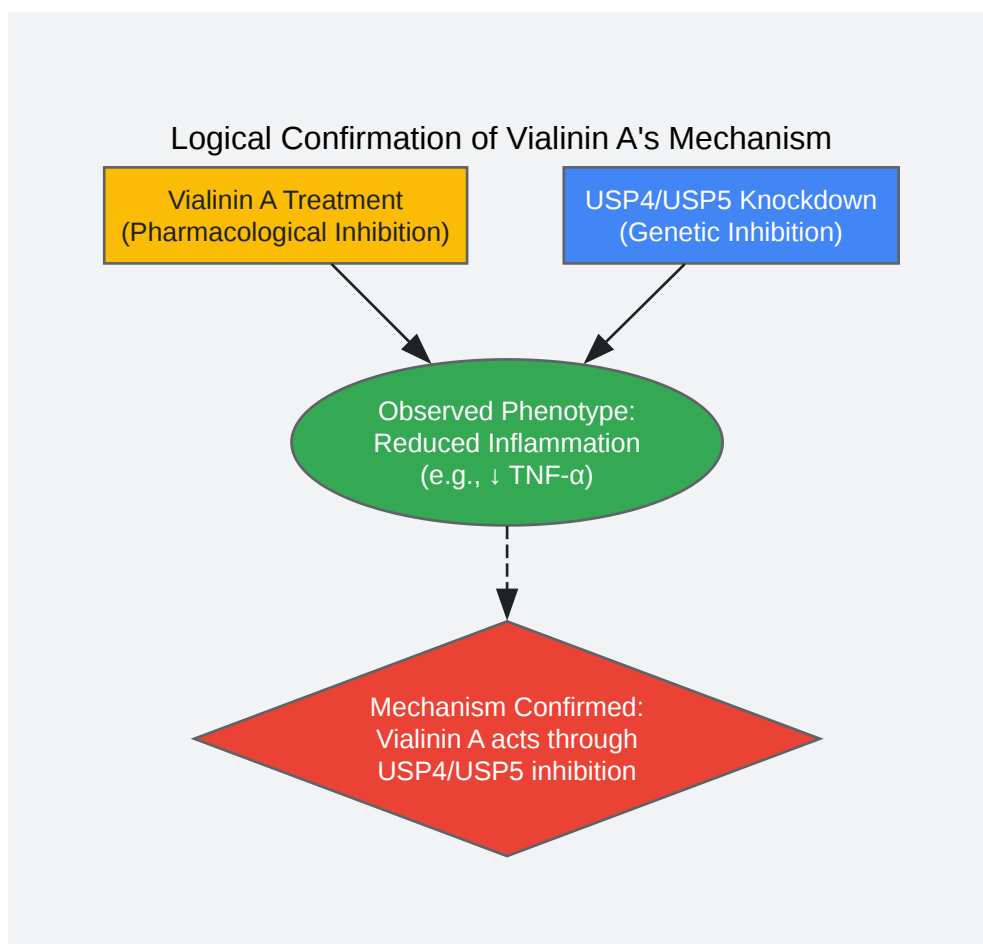 Logical Confirmation of Vialinin A's Mechanism
Vialinin A Treatment
(Pharmacological Inhibition)
USP4/USP5 Knockdown
(Genetic Inhibition)
Observed Phenotype:
Reduced Inflammation
(e.g., ↓ TNF-α)
Mechanism Confirmed:
Vialinin A acts through
USP4/USP5 inhibition